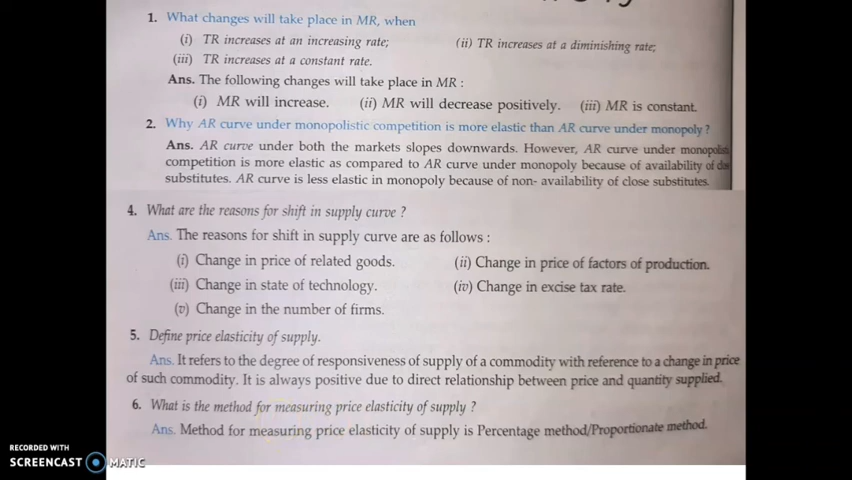 1. What changes will take place in MR, when
(i) TR increases at an increasing rate; (ii) TR increases at a diminishing rate;
(iii) TR increases at a constant rate.
Ans. The following changes will take place in MR :
(i) MR will increase. (ii) MR will decrease positively. (iii) MR is constant.
2. Why AR curve under monopolistic competition is more elastic than AR curve under monopoly ?
Ans. AR curve under both the markets slopes downwards. However, AR curve under
competition is more elastic as compared to AR curve under monopoly because of availability of
substitutes. AR curve is less elastic in monopoly because of non- availability of close substitutes.
4. What are the reasons for shift in supply curve ?
Ans. The reasons for shift in supply curve are as follows :
(i) Change in price of related goods. (ii) Change in price of factors of production.
(iii) Change in state of technology. (iv) Change in excise tax rate.
(v) Change in the number of firms.
5. Define price elasticity of supply.
Ans. It refers to the degree of responsiveness of supply of a commodity with reference to a change in price
of such commodity. It is always positive due to direct relationship between price and quantity supplied.
6. What is the method for measuring price elasticity of supply ?
Ans. Method for measuring price elasticity of supply is Percentage method/Proportionate method.
RECORDED WITH
SCREENCAST MATIC